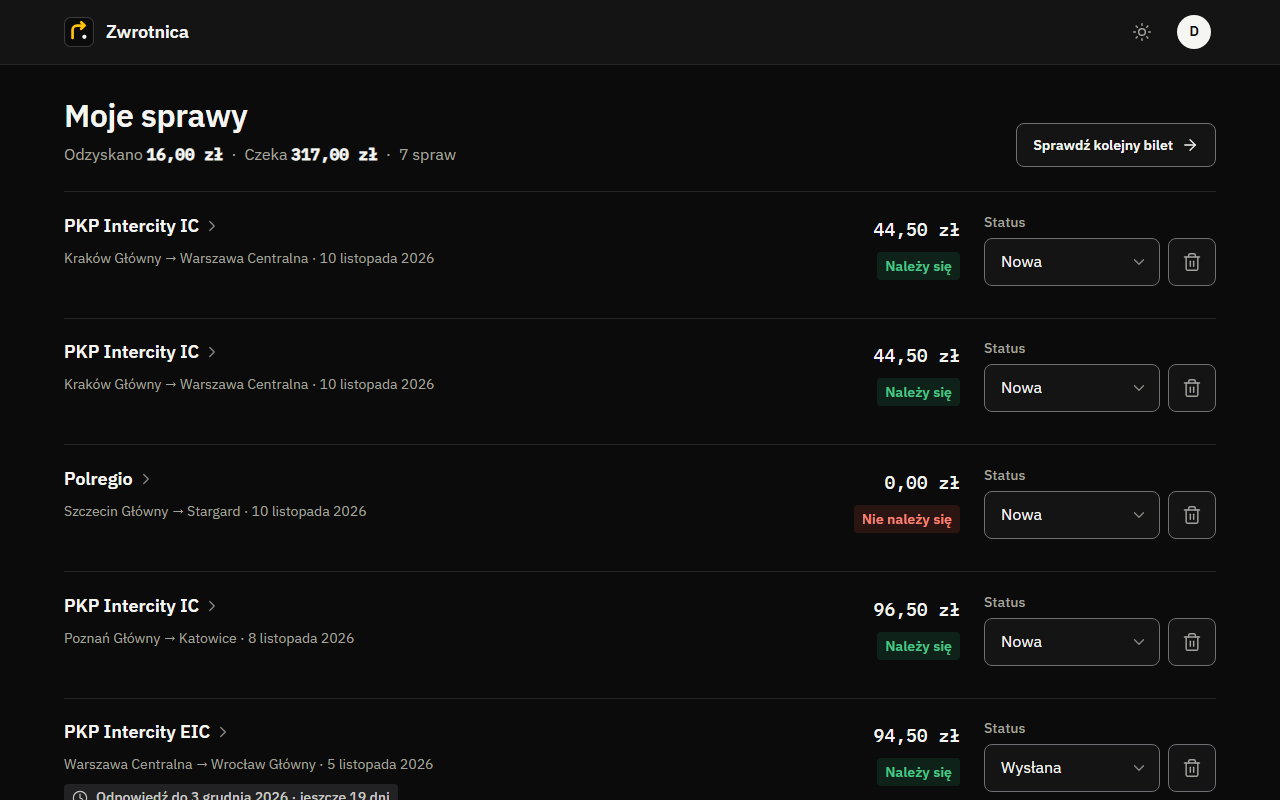 Zwrotnica
D
Moje sprawy
Odzyskano 16,00 zł · Czeka 317,00 zł · 7 spraw
Sprawdź kolejny bilet
PKP Intercity IC
Kraków Główny → Warszawa Centralna · 10 listopada 2026
44,50 zł
Należy się
Status
Nowa
PKP Intercity IC
Kraków Główny → Warszawa Centralna · 10 listopada 2026
44,50 zł
Należy się
Status
Nowa
Polregio
Szczecin Główny → Stargard · 10 listopada 2026
0,00 zł
Nie należy się
Status
Nowa
PKP Intercity IC
Poznań Główny → Katowice · 8 listopada 2026
96,50 zł
Należy się
Status
Nowa
PKP Intercity EIC
Warszawa Centralna → Wrocław Główny · 5 listopada 2026
Odpowiedź do 3 grudnia 2026 · jeszcze 19 dni
94,50 zł
Należy się
Status
Wysłana